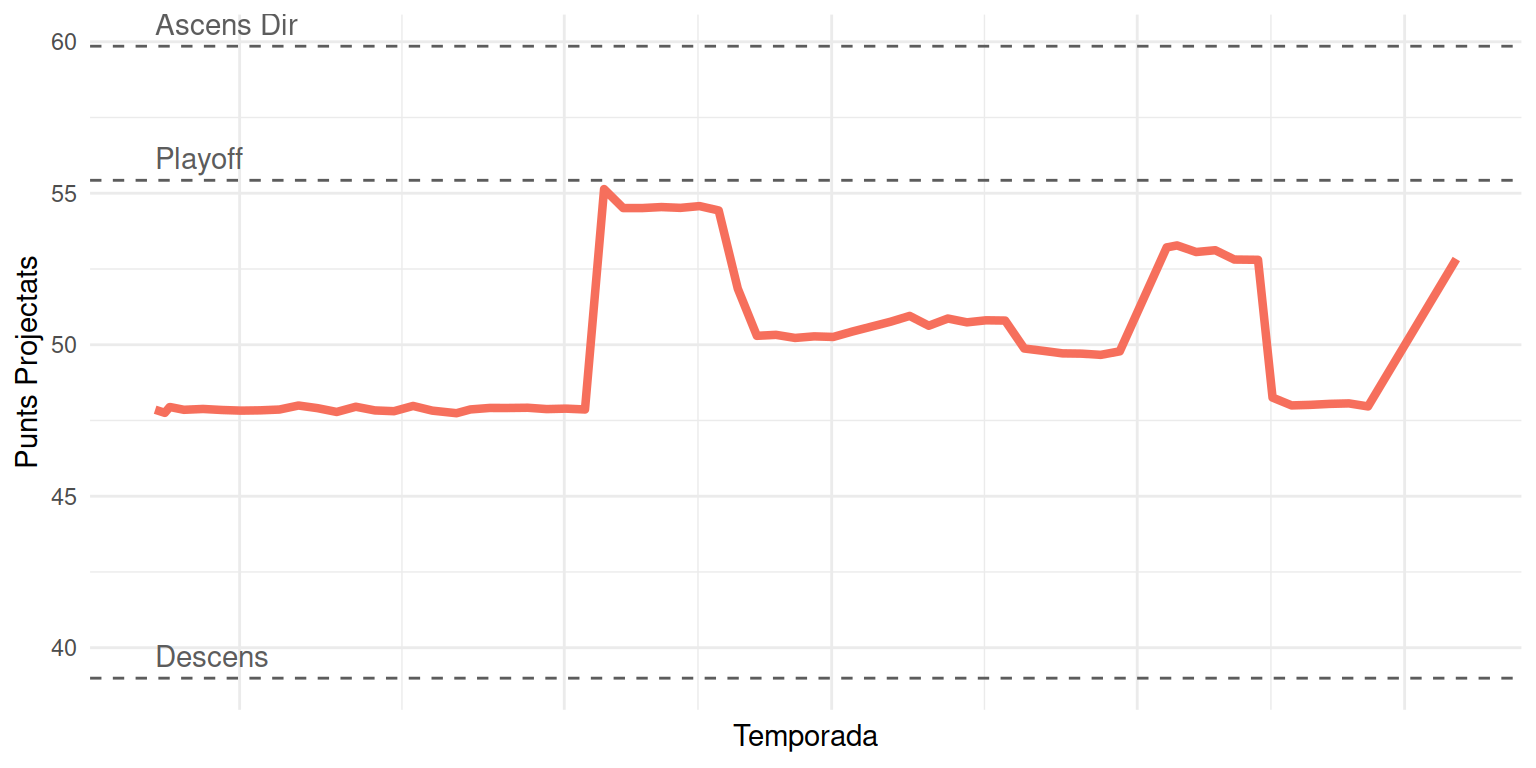 Ascens Dir
60
Playoff
55
50
45
40
Descens
Punts Projectats
Temporada